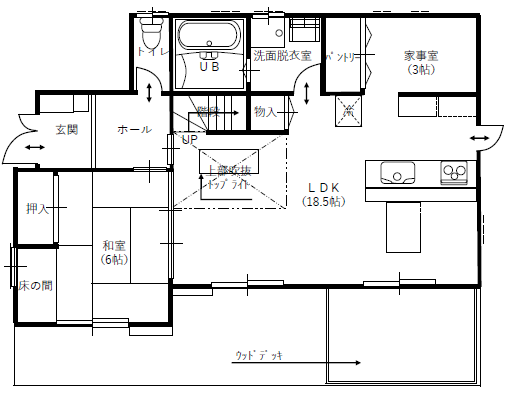 トイレ
UB
洗面脱衣室
ﾊﾟﾝﾄﾘｰ
家事室
(3帖)
玄関
ホール
階段
物入
冷
UP
上部吹抜
ﾄｯﾌﾟﾗｲﾄ
LDK
(18.5帖)
押入
和室
(6帖)
床の間
ｳｯﾄﾞﾃﾞｯｷ